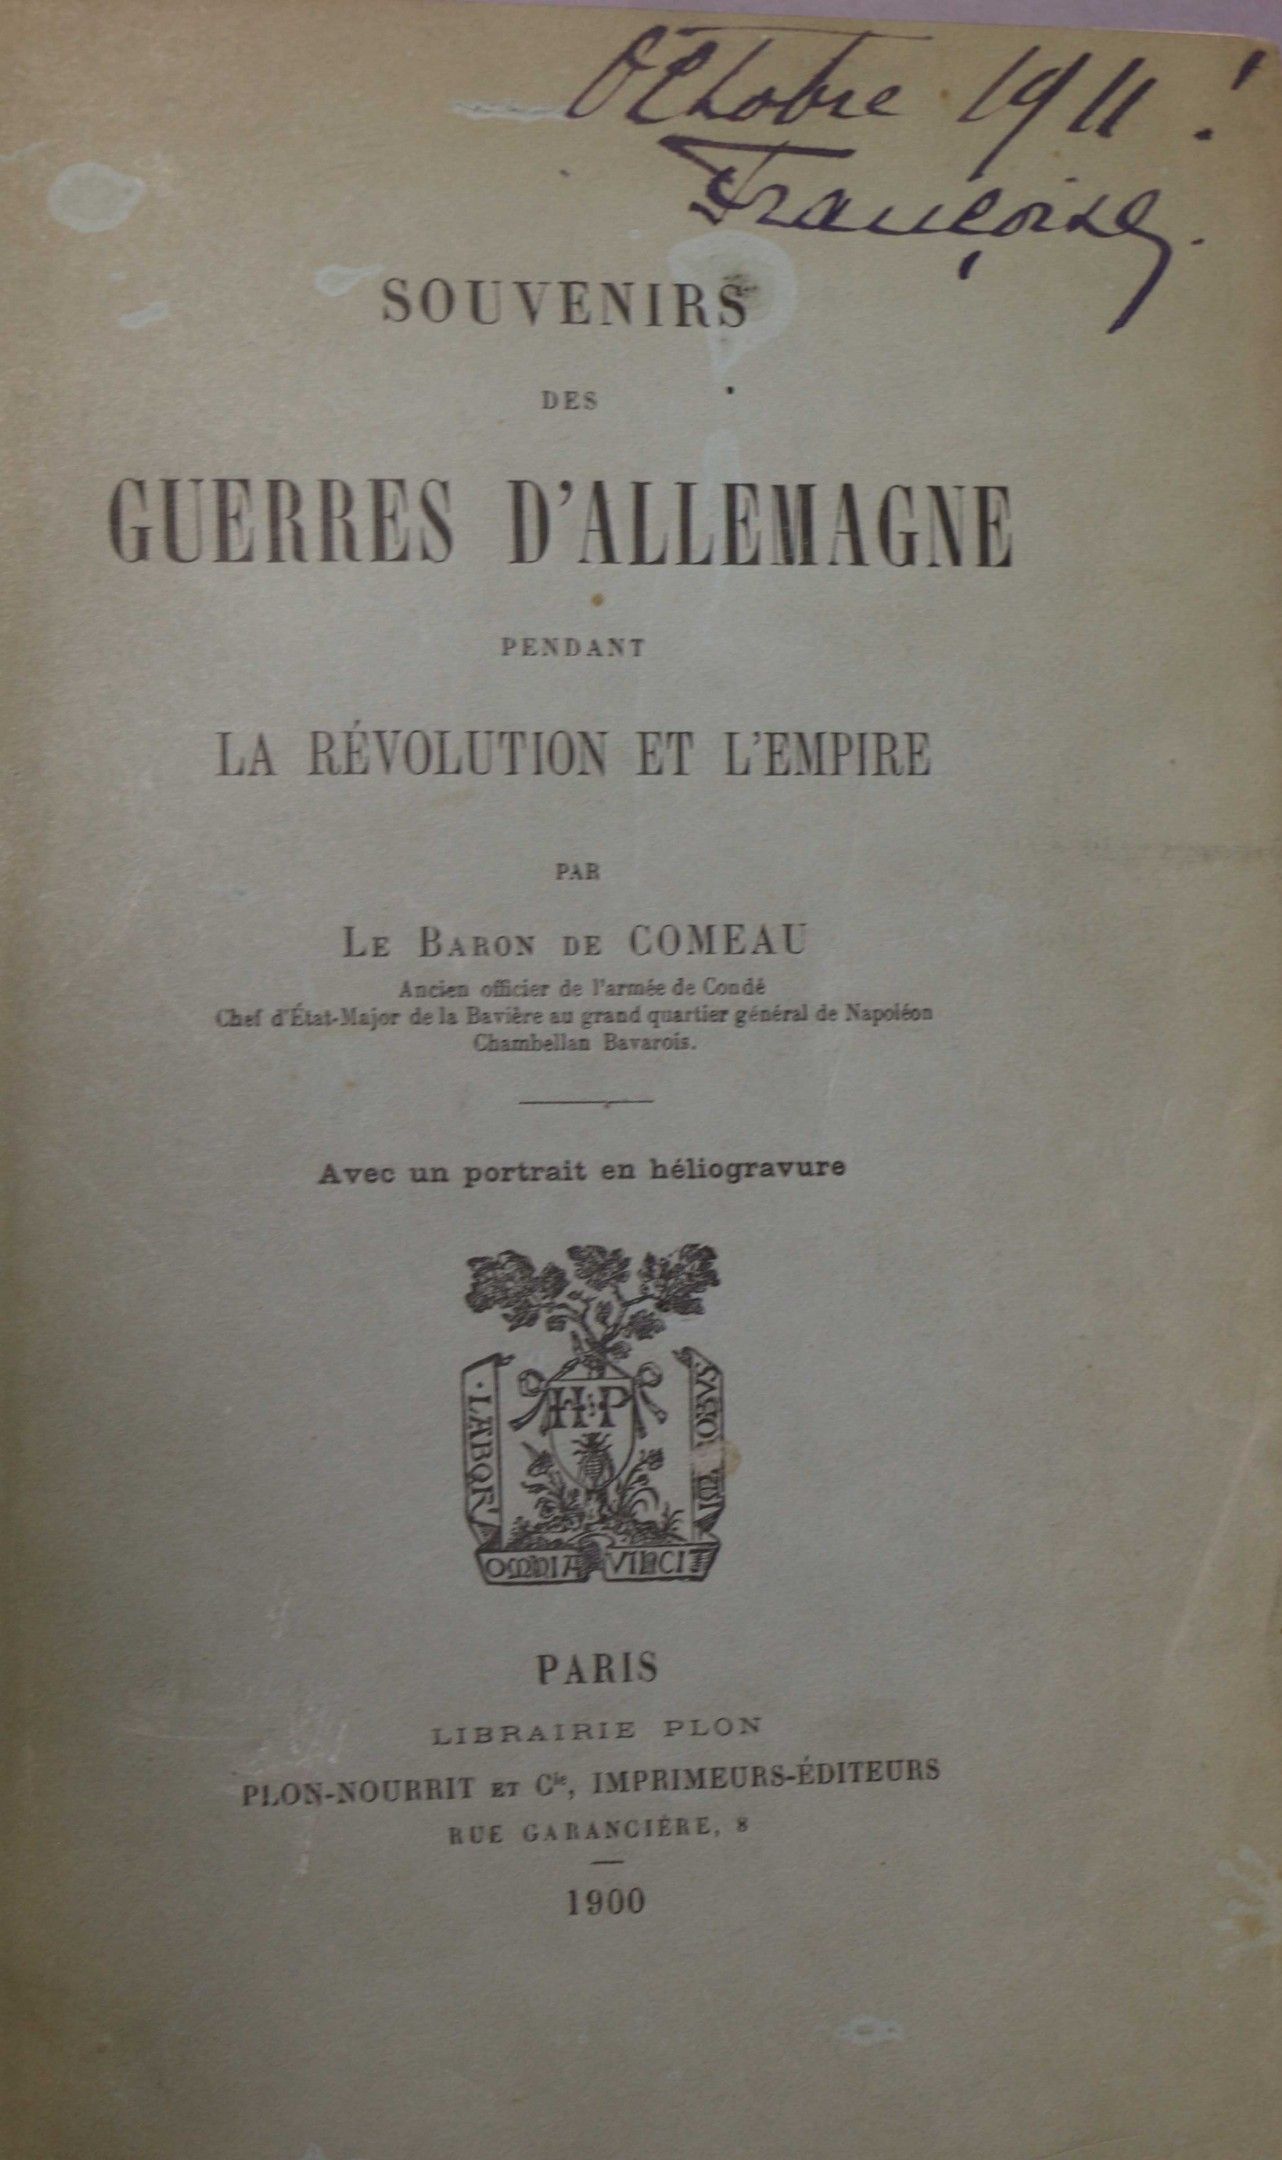 Octobre 1911 !
Françoise.
SOUVENIRS
DES
GUERRES D'ALLEMAGNE
PENDANT
LA RÉVOLUTION ET L'EMPIRE
PAR
LE BARON DE COMEAU
Ancien officier de l'armée de Condé
Chef d'État-Major de la Bavière au grand quartier général de Napoléon
Chambellan Bavarois.
Avec un portrait en héliogravure
H P
·LABOR
OMNIA VINCIT
IM OBVS
PARIS
LIBRAIRIE PLON
PLON-NOURRIT ET Cie, IMPRIMEURS-ÉDITEURS
RUE GARANCIÈRE, 8
1900